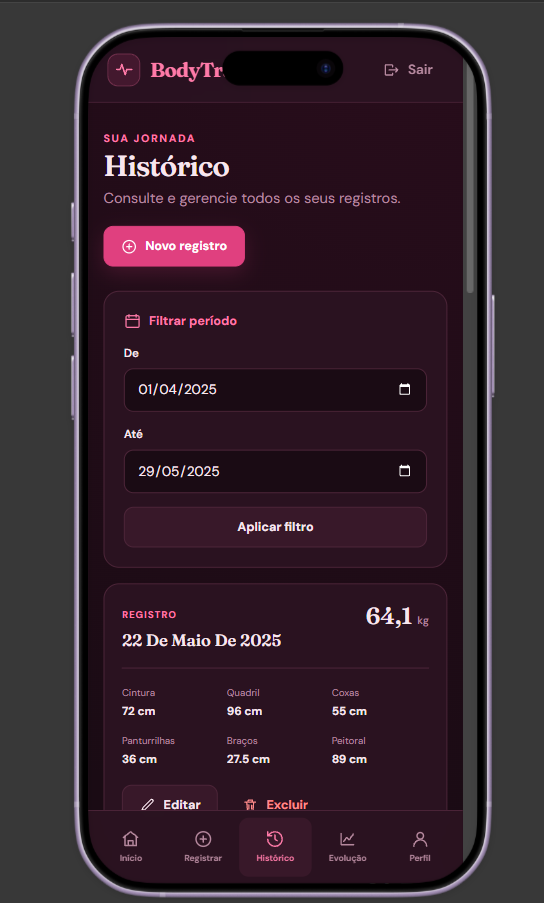 BodyTr
Sair
SUA JORNADA
Histórico
Consulte e gerencie todos os seus registros.
Novo registro
Filtrar período
De
01/04/2025
Até
29/05/2025
Aplicar filtro
REGISTRO
64,1 kg
22 De Maio De 2025
Cintura Quadril Coxas
72 cm 96 cm 55 cm
Panturrilhas Braços Peitoral
36 cm 27.5 cm 89 cm
Editar Excluir
Início Registrar Histórico Evolução Perfil